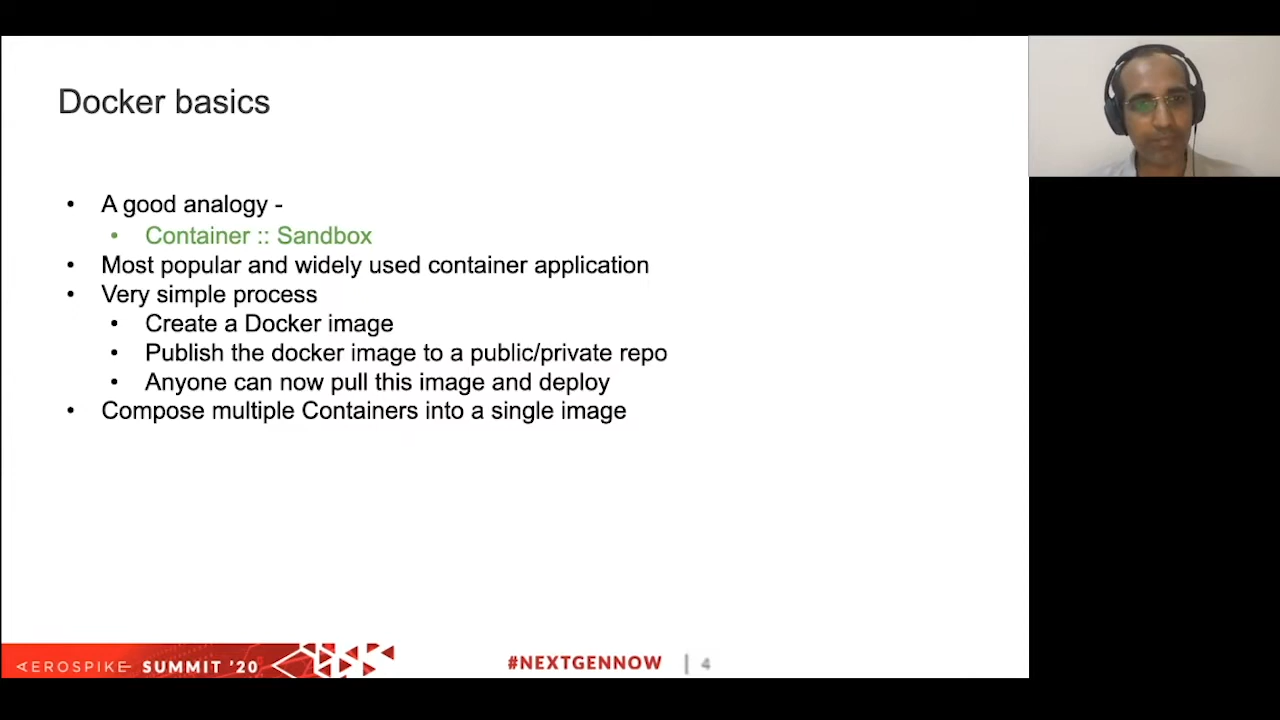 Docker basics
• A good analogy -
• Container :: Sandbox
• Most popular and widely used container application
• Very simple process
• Create a Docker image
• Publish the docker image to a public/private repo
• Anyone can now pull this image and deploy
• Compose multiple Containers into a single image
AEROSPIKE SUMMIT '20
#NEXTGENNOW | 4